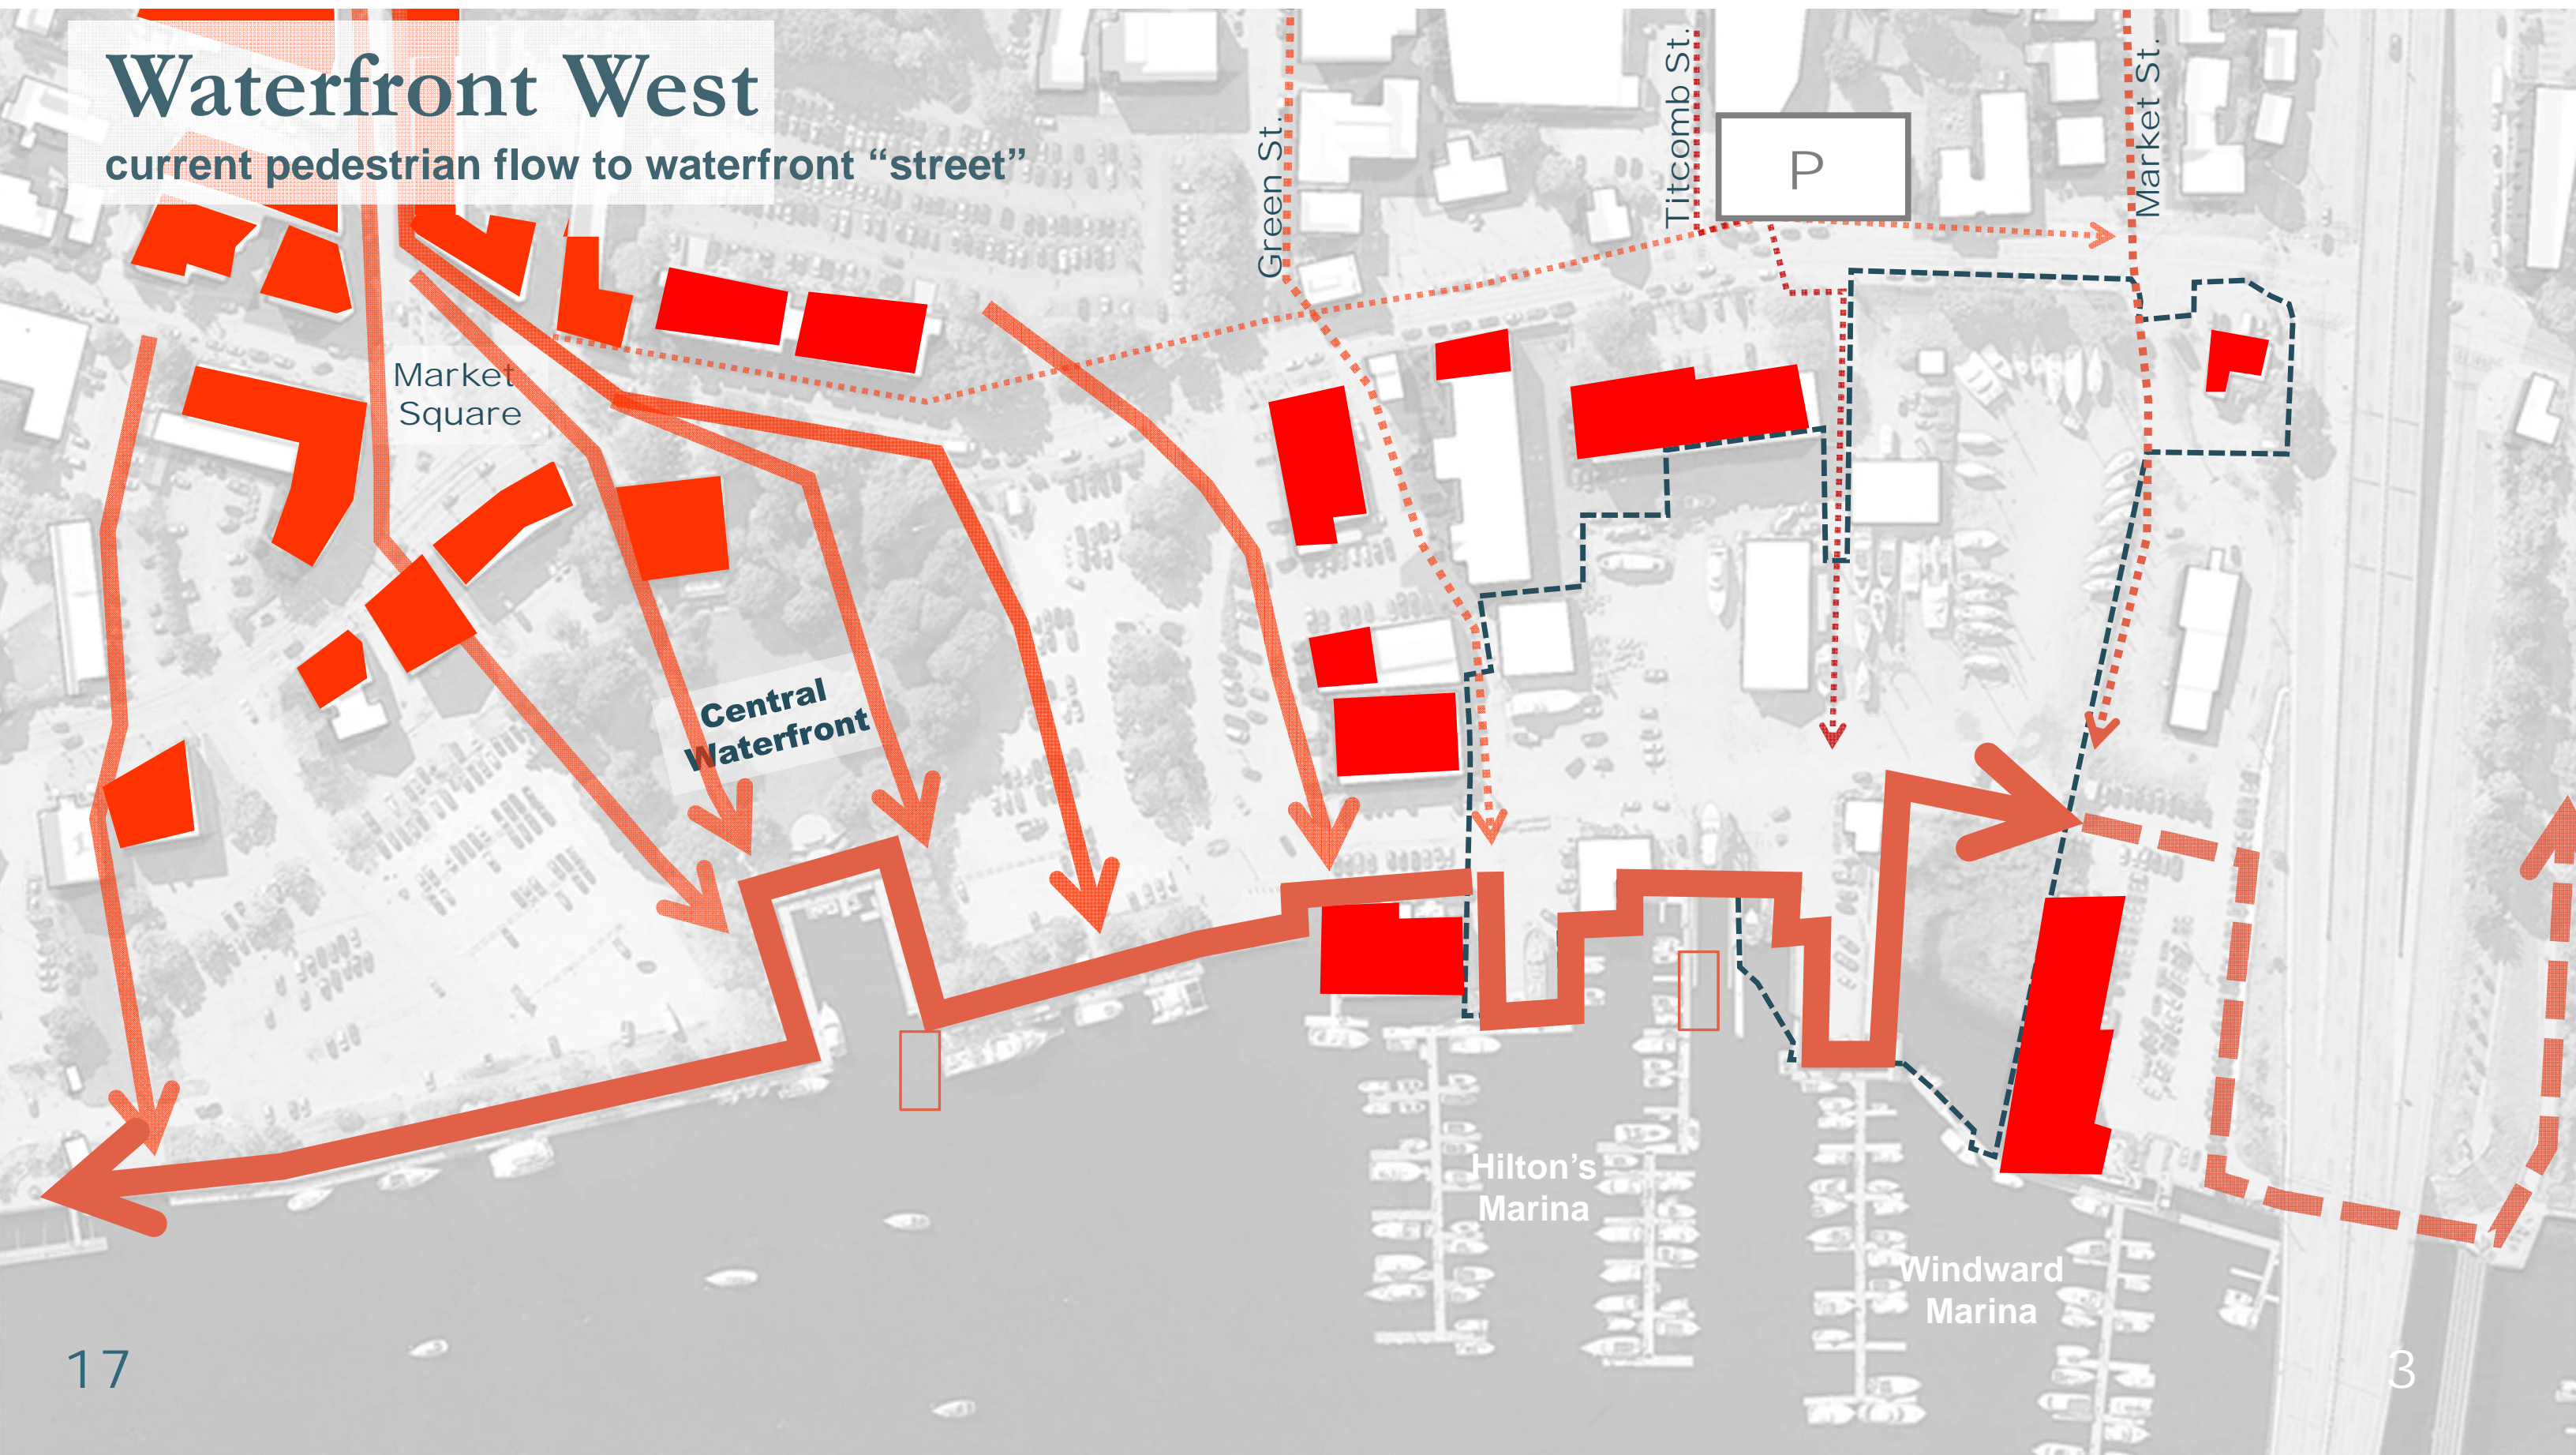 Waterfront West
current pedestrian flow to waterfront “street”
Green St.
Titcomb St.
P
Market St.
Market
Square
Central
Waterfront
Hilton’s
Marina
Windward
Marina
17
3